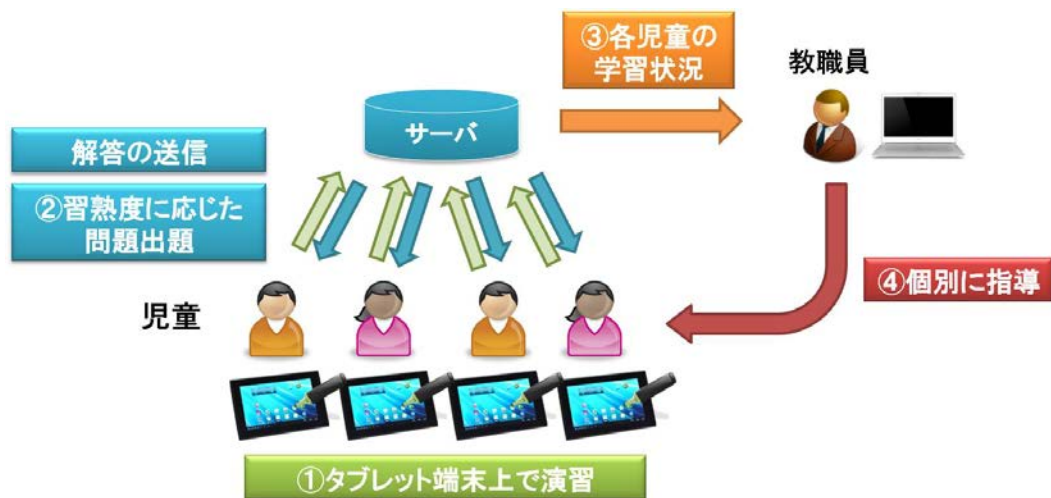 ③各児童の
学習状況
教職員
サーバ
解答の送信
②習熟度に応じた
問題出題
④個別に指導
児童
①タブレット端末上で演習